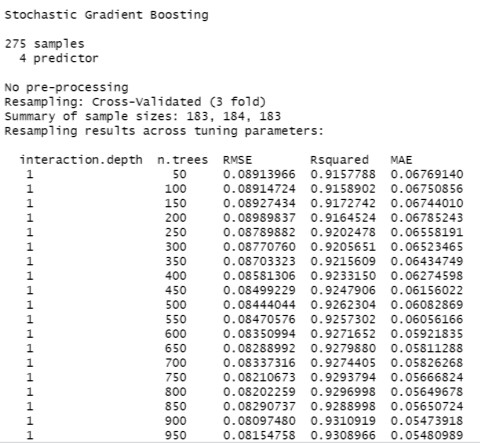 Stochastic Gradient Boosting
275 samples
4 predictor
No pre-processing
Resampling: Cross-Validated (3 fold)
Summary of sample sizes: 183, 184, 183
Resampling results across tuning parameters:
interaction.depth n.trees RMSE Rsquared MAE
1 50 0.08913966 0.9157788 0.06769140
1 100 0.08914724 0.9158902 0.06750856
1 150 0.08927434 0.9172742 0.06744010
1 200 0.08989837 0.9164524 0.06785243
1 250 0.08789882 0.9202478 0.06558191
1 300 0.08770760 0.9205651 0.06523465
1 350 0.08703323 0.9215609 0.06434749
1 400 0.08581306 0.9233150 0.06274598
1 450 0.08499229 0.9247906 0.06156022
1 500 0.08444044 0.9262304 0.06082869
1 550 0.08470576 0.9257302 0.06056166
1 600 0.08350994 0.9271652 0.05921835
1 650 0.08288992 0.9279880 0.05811288
1 700 0.08337316 0.9274405 0.05826268
1 750 0.08210673 0.9293794 0.05666824
1 800 0.08202259 0.9296998 0.05649678
1 850 0.08290737 0.9288998 0.05650724
1 900 0.08097480 0.9310919 0.05473918
1 950 0.08154758 0.9308966 0.05480989